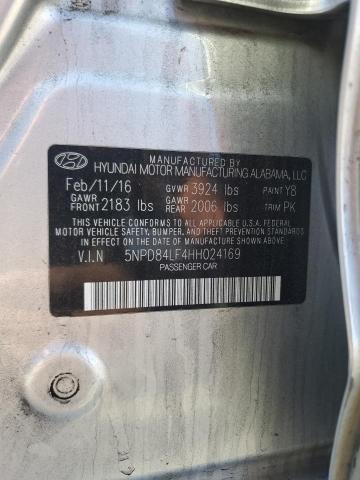 MANUFACTURED BY
HYUNDAI MOTOR MANUFACTURING ALABAMA, LLC
Feb/11/16 GVWR 3924 lbs PAINT Y8
GAWR FRONT 2183 lbs GAWR REAR 2006 lbs TRIM PK
THIS VEHICLE CONFORMS TO ALL APPLICABLE U.S.A. FEDERAL
MOTOR VEHICLE SAFETY, BUMPER, AND THEFT PREVENTION
STANDARDS IN EFFECT ON THE DATE OF MANUFACTURE SHOWN ABOVE.
V.I.N 5NPD84LF4HH024169
PASSENGER CAR